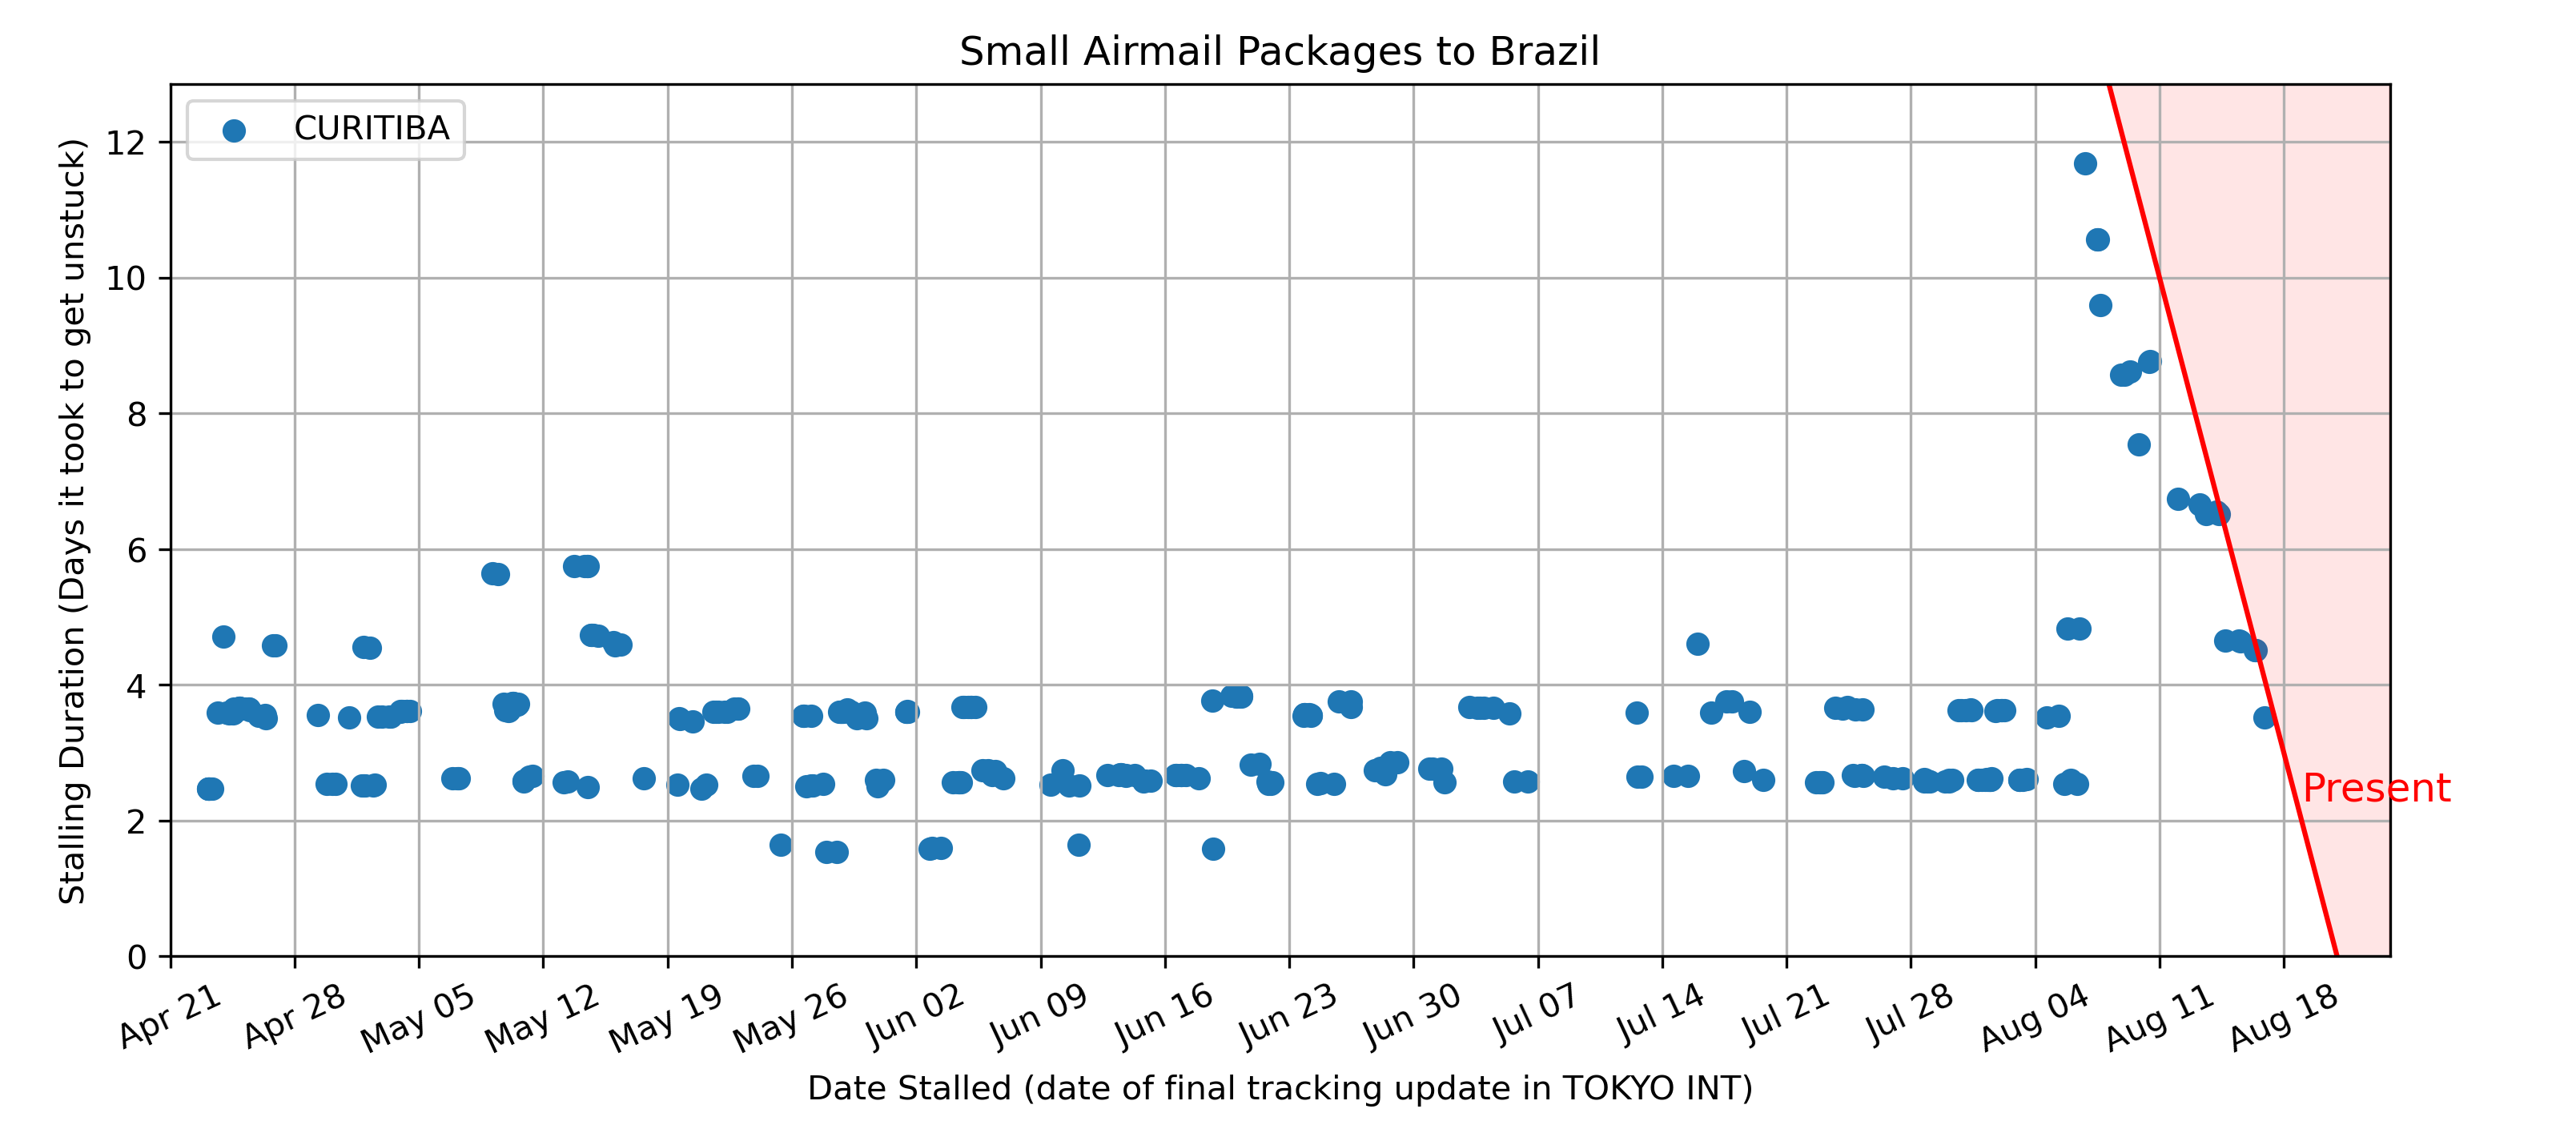 Small Airmail Packages to Brazil
CURITIBA
Stalling Duration (Days it took to get unstuck)
12
10
8
6
4
2
0
Present
Apr 21
Apr 28
May 05
May 12
May 19
May 26
Jun 02
Jun 09
Jun 16
Jun 23
Jun 30
Jul 07
Jul 14
Jul 21
Jul 28
Aug 04
Aug 11
Aug 18
Date Stalled (date of final tracking update in TOKYO INT)